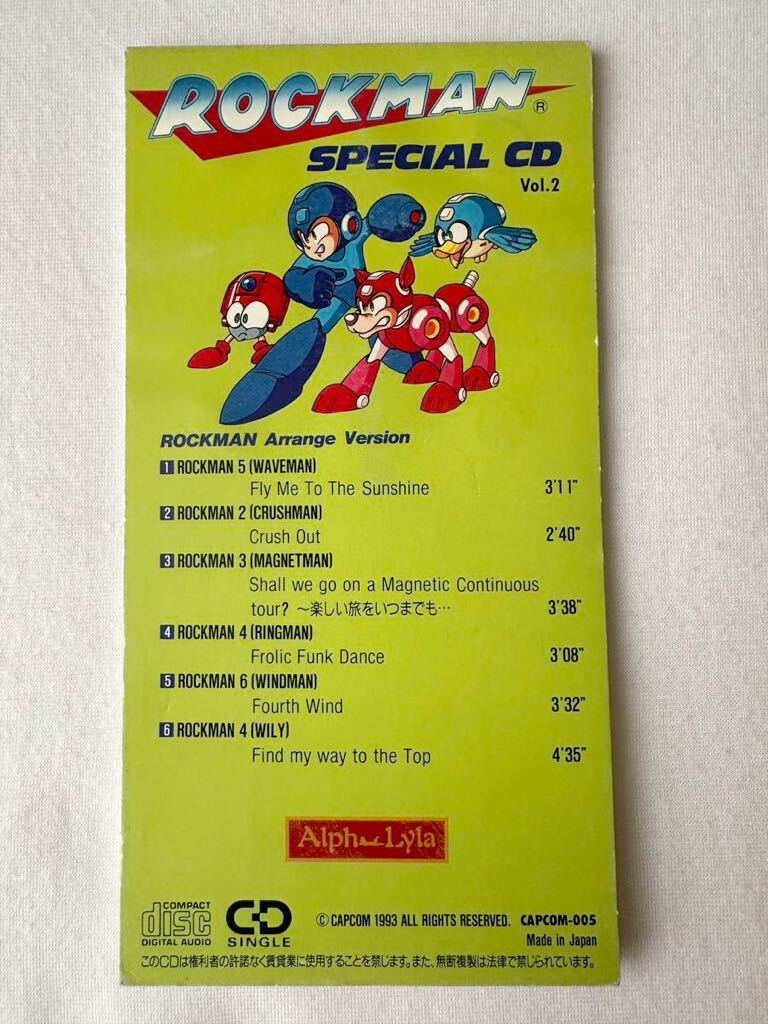 ROCKMAN ®
SPECIAL CD
Vol.2
ROCKMAN Arrange Version
1 ROCKMAN 5 (WAVEMAN)
Fly Me To The Sunshine 3'11"
2 ROCKMAN 2 (CRUSHMAN)
Crush Out 2'40"
3 ROCKMAN 3 (MAGNETMAN)
Shall we go on a Magnetic Continuous
tour? ～楽しい旅をいつまでも… 3'38"
4 ROCKMAN 4 (RINGMAN)
Frolic Funk Dance 3'08"
5 ROCKMAN 6 (WINDMAN)
Fourth Wind 3'32"
6 ROCKMAN 4 (WILY)
Find my way to the Top 4'35"
Alph Lyla
COMPACT
disc
DIGITAL AUDIO
CD
SINGLE
© CAPCOM 1993 ALL RIGHTS RESERVED. CAPCOM-005
Made in Japan
このCDは権利者の許諾なく賃貸業に使用することを禁じます。また、無断複製は法律で禁じられています。